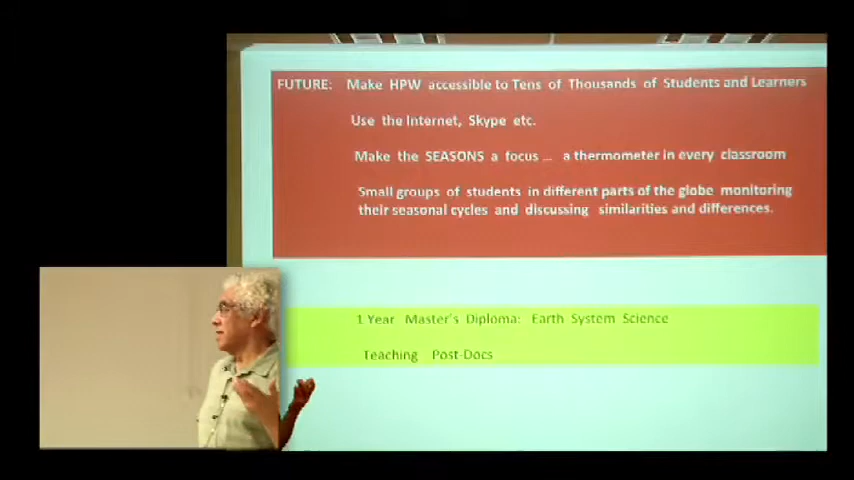 FUTURE: Make HPW accessible to Tens of Thousands of Students and Learners
Use the Internet, Skype etc.
Make the SEASONS a focus ... a thermometer in every classroom
Small groups of students in different parts of the globe monitoring
their seasonal cycles and discussing similarities and differences.
1 Year Master's Diploma: Earth System Science
Teaching Post-Docs